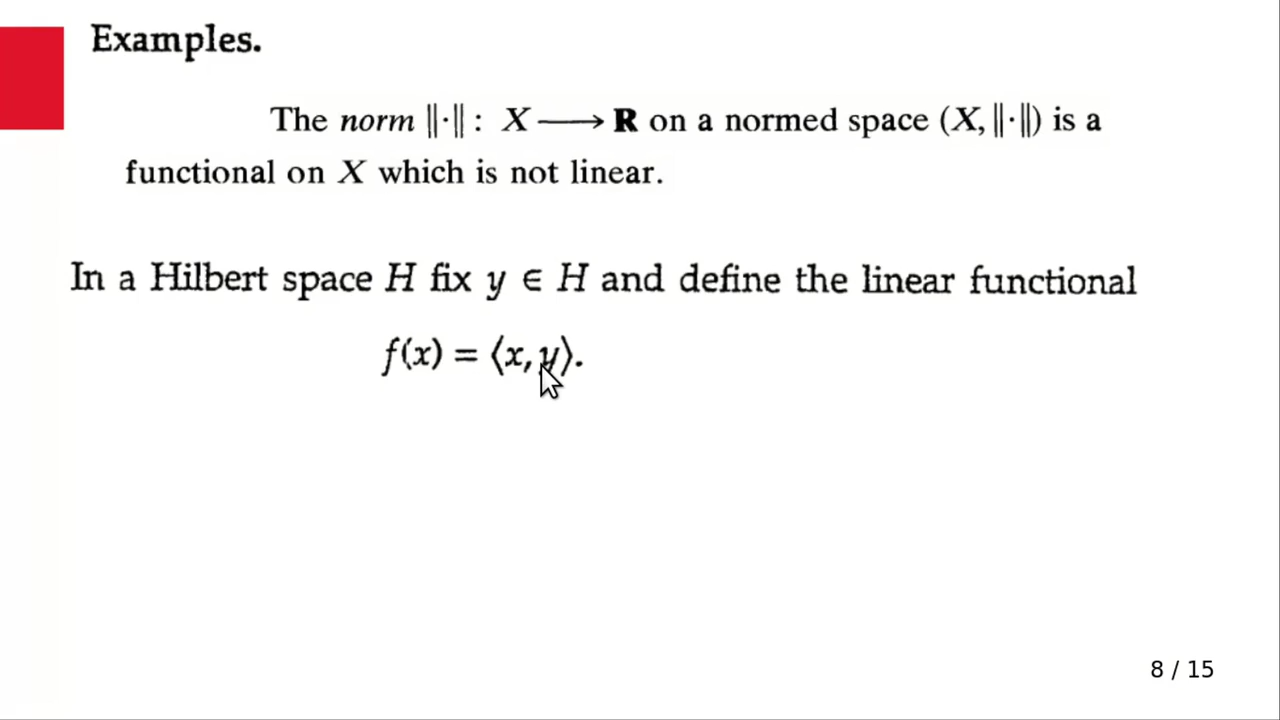 Examples.
The norm ||·|| : X ⟶ R on a normed space (X, ||·||) is a
functional on X which is not linear.
In a Hilbert space H fix y ∈ H and define the linear functional
f(x) = ⟨x, y⟩.
8 / 15